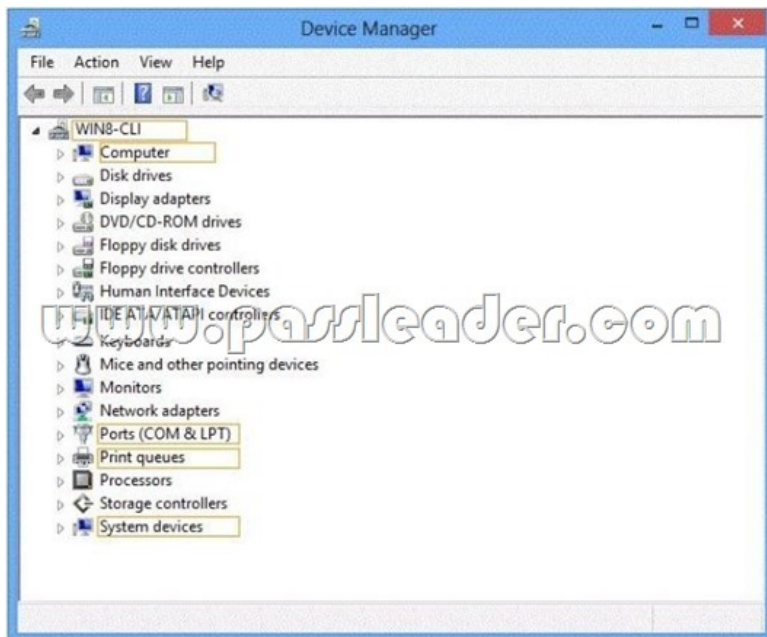 Device Manager
File Action View Help
WIN8-CLI
Computer
Disk drives
Display adapters
DVD/CD-ROM drives
Floppy disk drives
Floppy drive controllers
Human Interface Devices
IDE ATA/ATAPI controllers
www.passleader.com
Keyboards
Mice and other pointing devices
Monitors
Network adapters
Ports (COM & LPT)
Print queues
Processors
Storage controllers
System devices